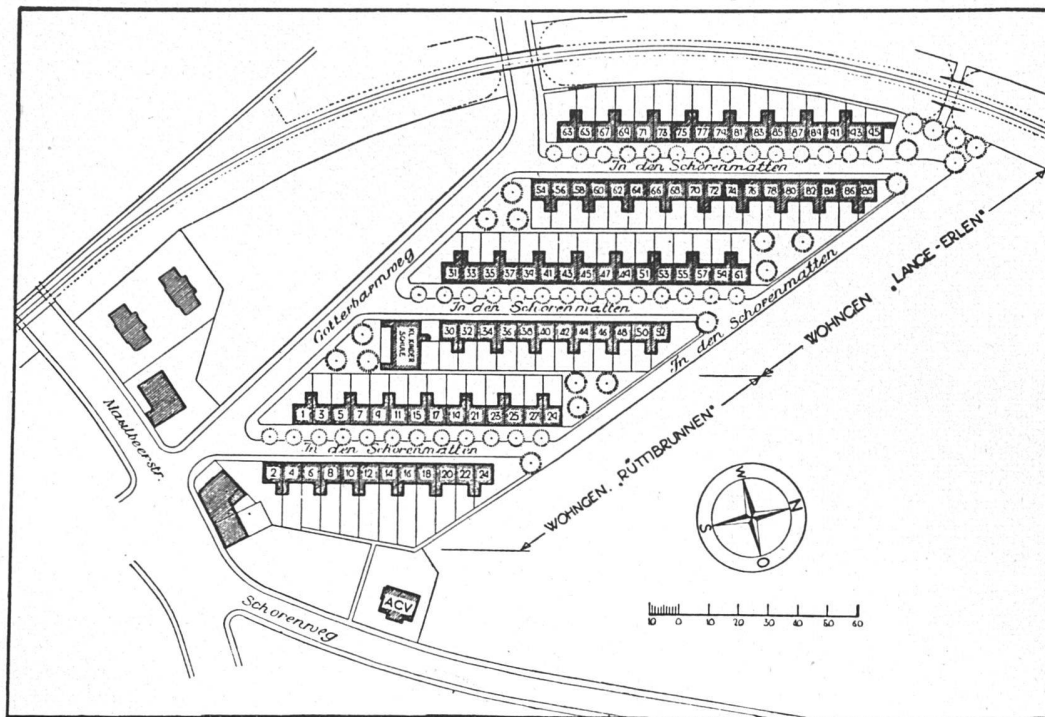 63 63 67 69 71 73 75 77 79 81 83 85 87 89 91 93 95
In den Schorenmatten
54 56 58 60 62 64 66 68 70 72 74 76 78 80 82 84 86 88
31 33 35 37 39 41 43 45 47 49 51 53 55 57 59 61
In den Schorenmatten
Gotterbarmweg
In den Schorenmatten
WOHNGEN „LANGE-ERLEN"
KL. KINDER
SCHULE
30 32 34 36 38 40 42 44 46 48 50 52
1 3 5 7 9 11 15 17 19 21 23 25 27 29
In den Schorenmatten
Maulbeerstr.
2 4 6 8 10 12 14 16 18 20 22 24
WOHNGEN. „RÜTTIBRUNNEN"
W
N
S
O
ACV
Schorenweg
10 0 10 20 30 40 50 60